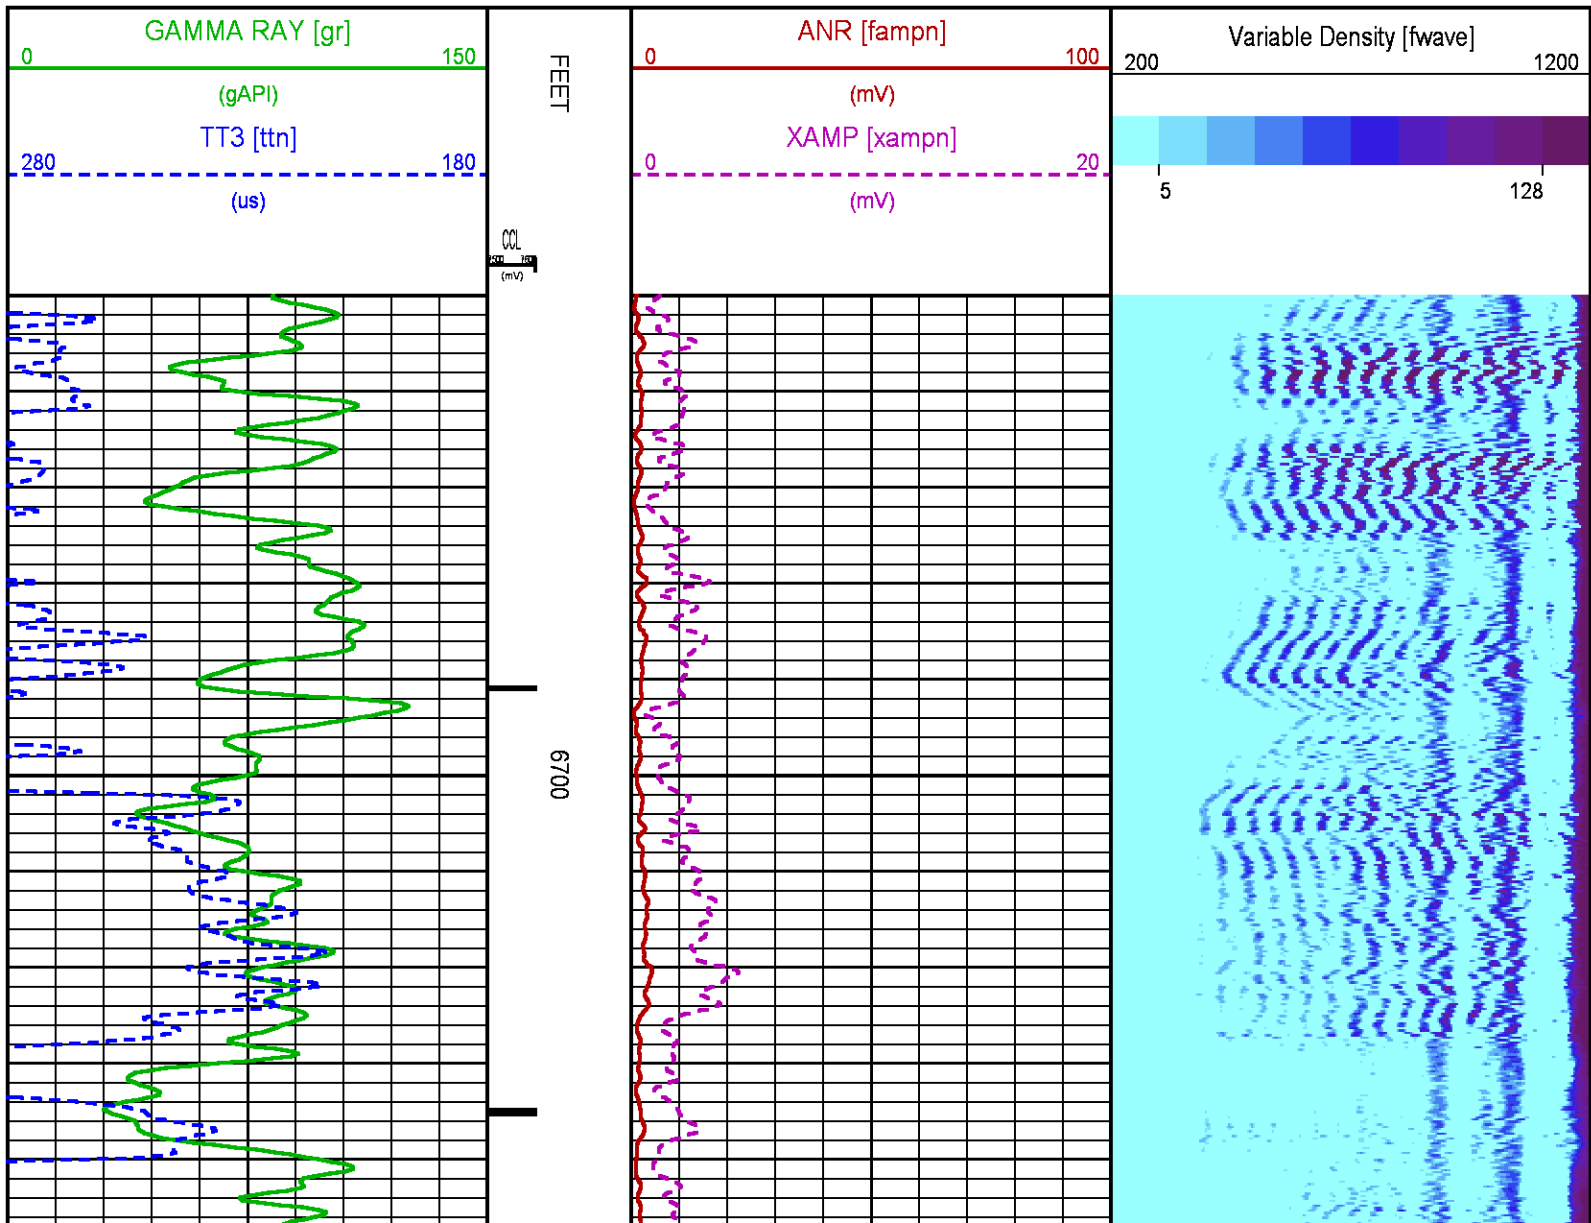 GAMMA RAY [gr]
0 150
(gAPI)
TT3 [ttn]
280 180
(us)
FEET
CCL
(mV)
ANR [fampn]
0 100
(mV)
XAMP [xampn]
0 20
(mV)
Variable Density [fwave]
200 1200
5 128
6700